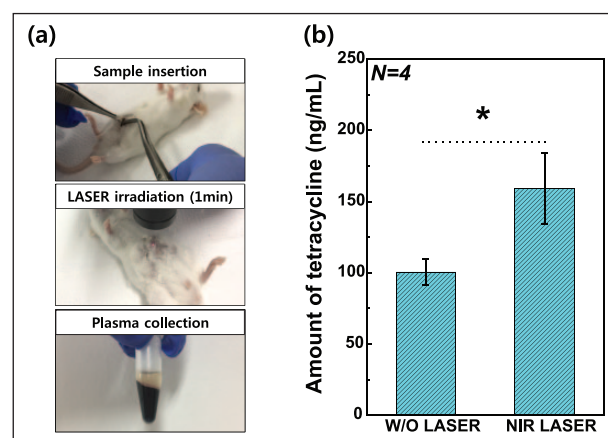 (a)
Sample insertion
LASER irradiation (1min)
Plasma collection
(b)
N=4
*
Amount of tetracycline (ng/mL)
250
200
150
100
50
0
W/O LASER
NIR LASER